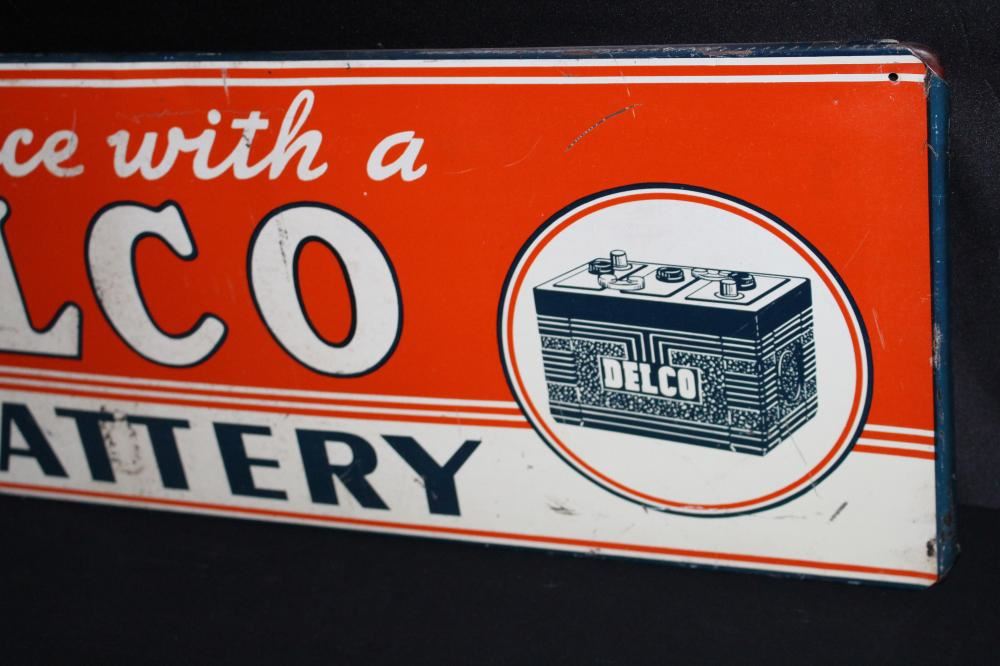 ce with a
LCO
ATTERY
DELCO